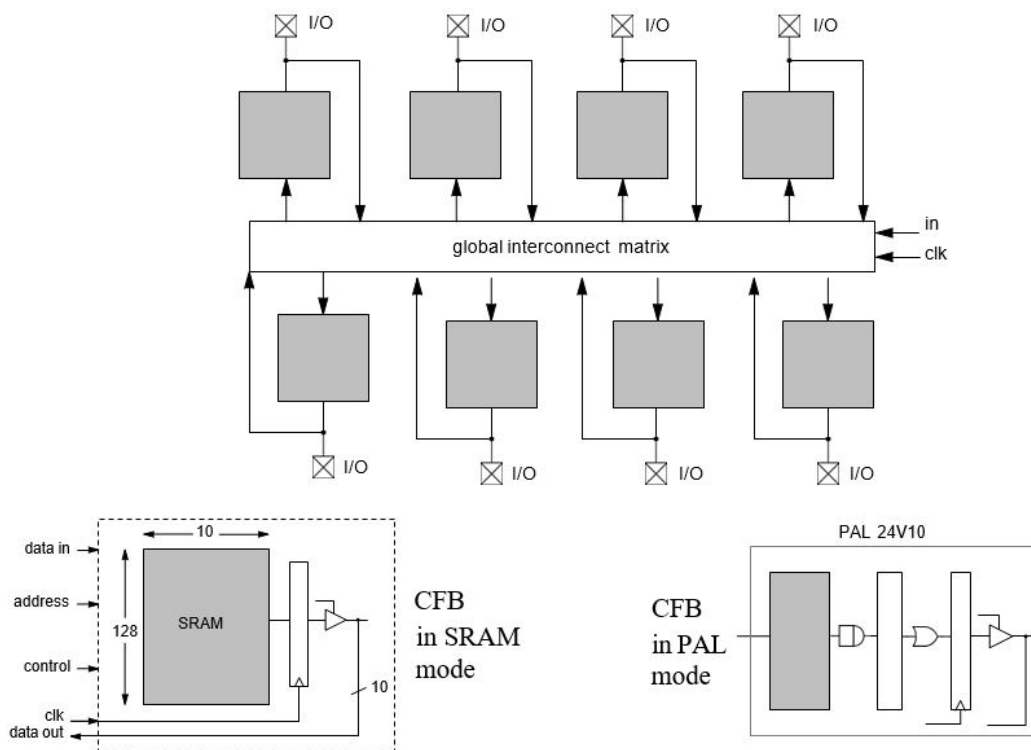 I/O
I/O
I/O
I/O
in
global interconnect matrix
clk
I/O
I/O
I/O
I/O
10
data in
address
128
SRAM
control
clk
data out
10
CFB
in SRAM
mode
PAL 24V10
CFB
in PAL
mode